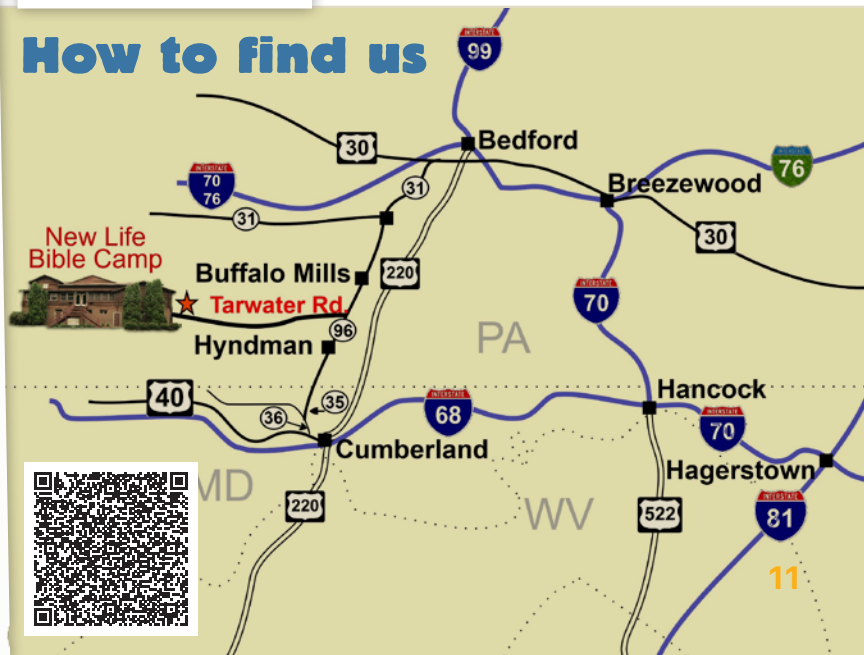 How to find us
INTERSTATE
99
30
Bedford
INTERSTATE
70
76
31
Breezewood
76
31
30
New Life
Bible Camp
Buffalo Mills
220
Tarwater Rd.
INTERSTATE
70
96
PA
Hyndman
40
35
INTERSTATE
68
Hancock
36
INTERSTATE
70
Cumberland
Hagerstown
MD
220
WV
522
INTERSTATE
81
11